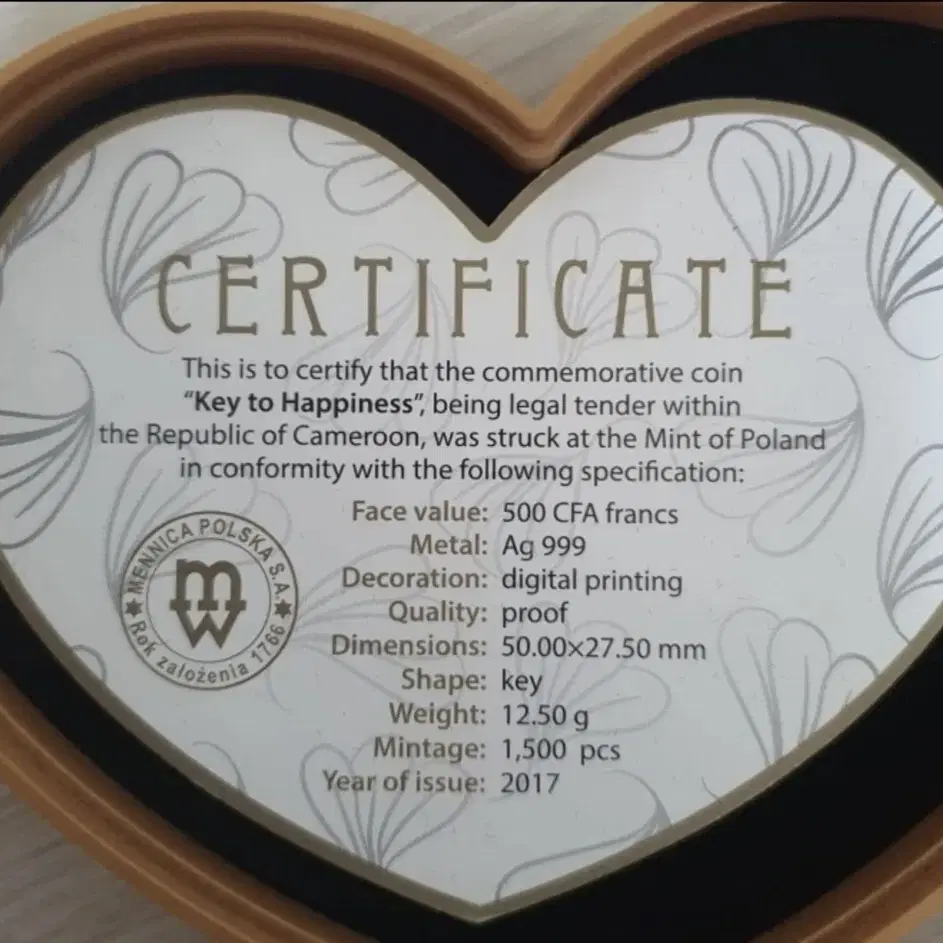 CERTIFICATE
This is to certify that the commemorative coin
“Key to Happiness”, being legal tender within
the Republic of Cameroon, was struck at the Mint of Poland
in conformity with the following specification:
Face value: 500 CFA francs
Metal: Ag 999
Decoration: digital printing
Quality: proof
Dimensions: 50.00×27.50 mm
Shape: key
Weight: 12.50 g
Mintage: 1,500 pcs
Year of issue: 2017
MENNICA POLSKA S.A.
mw
Rok założenia 1766